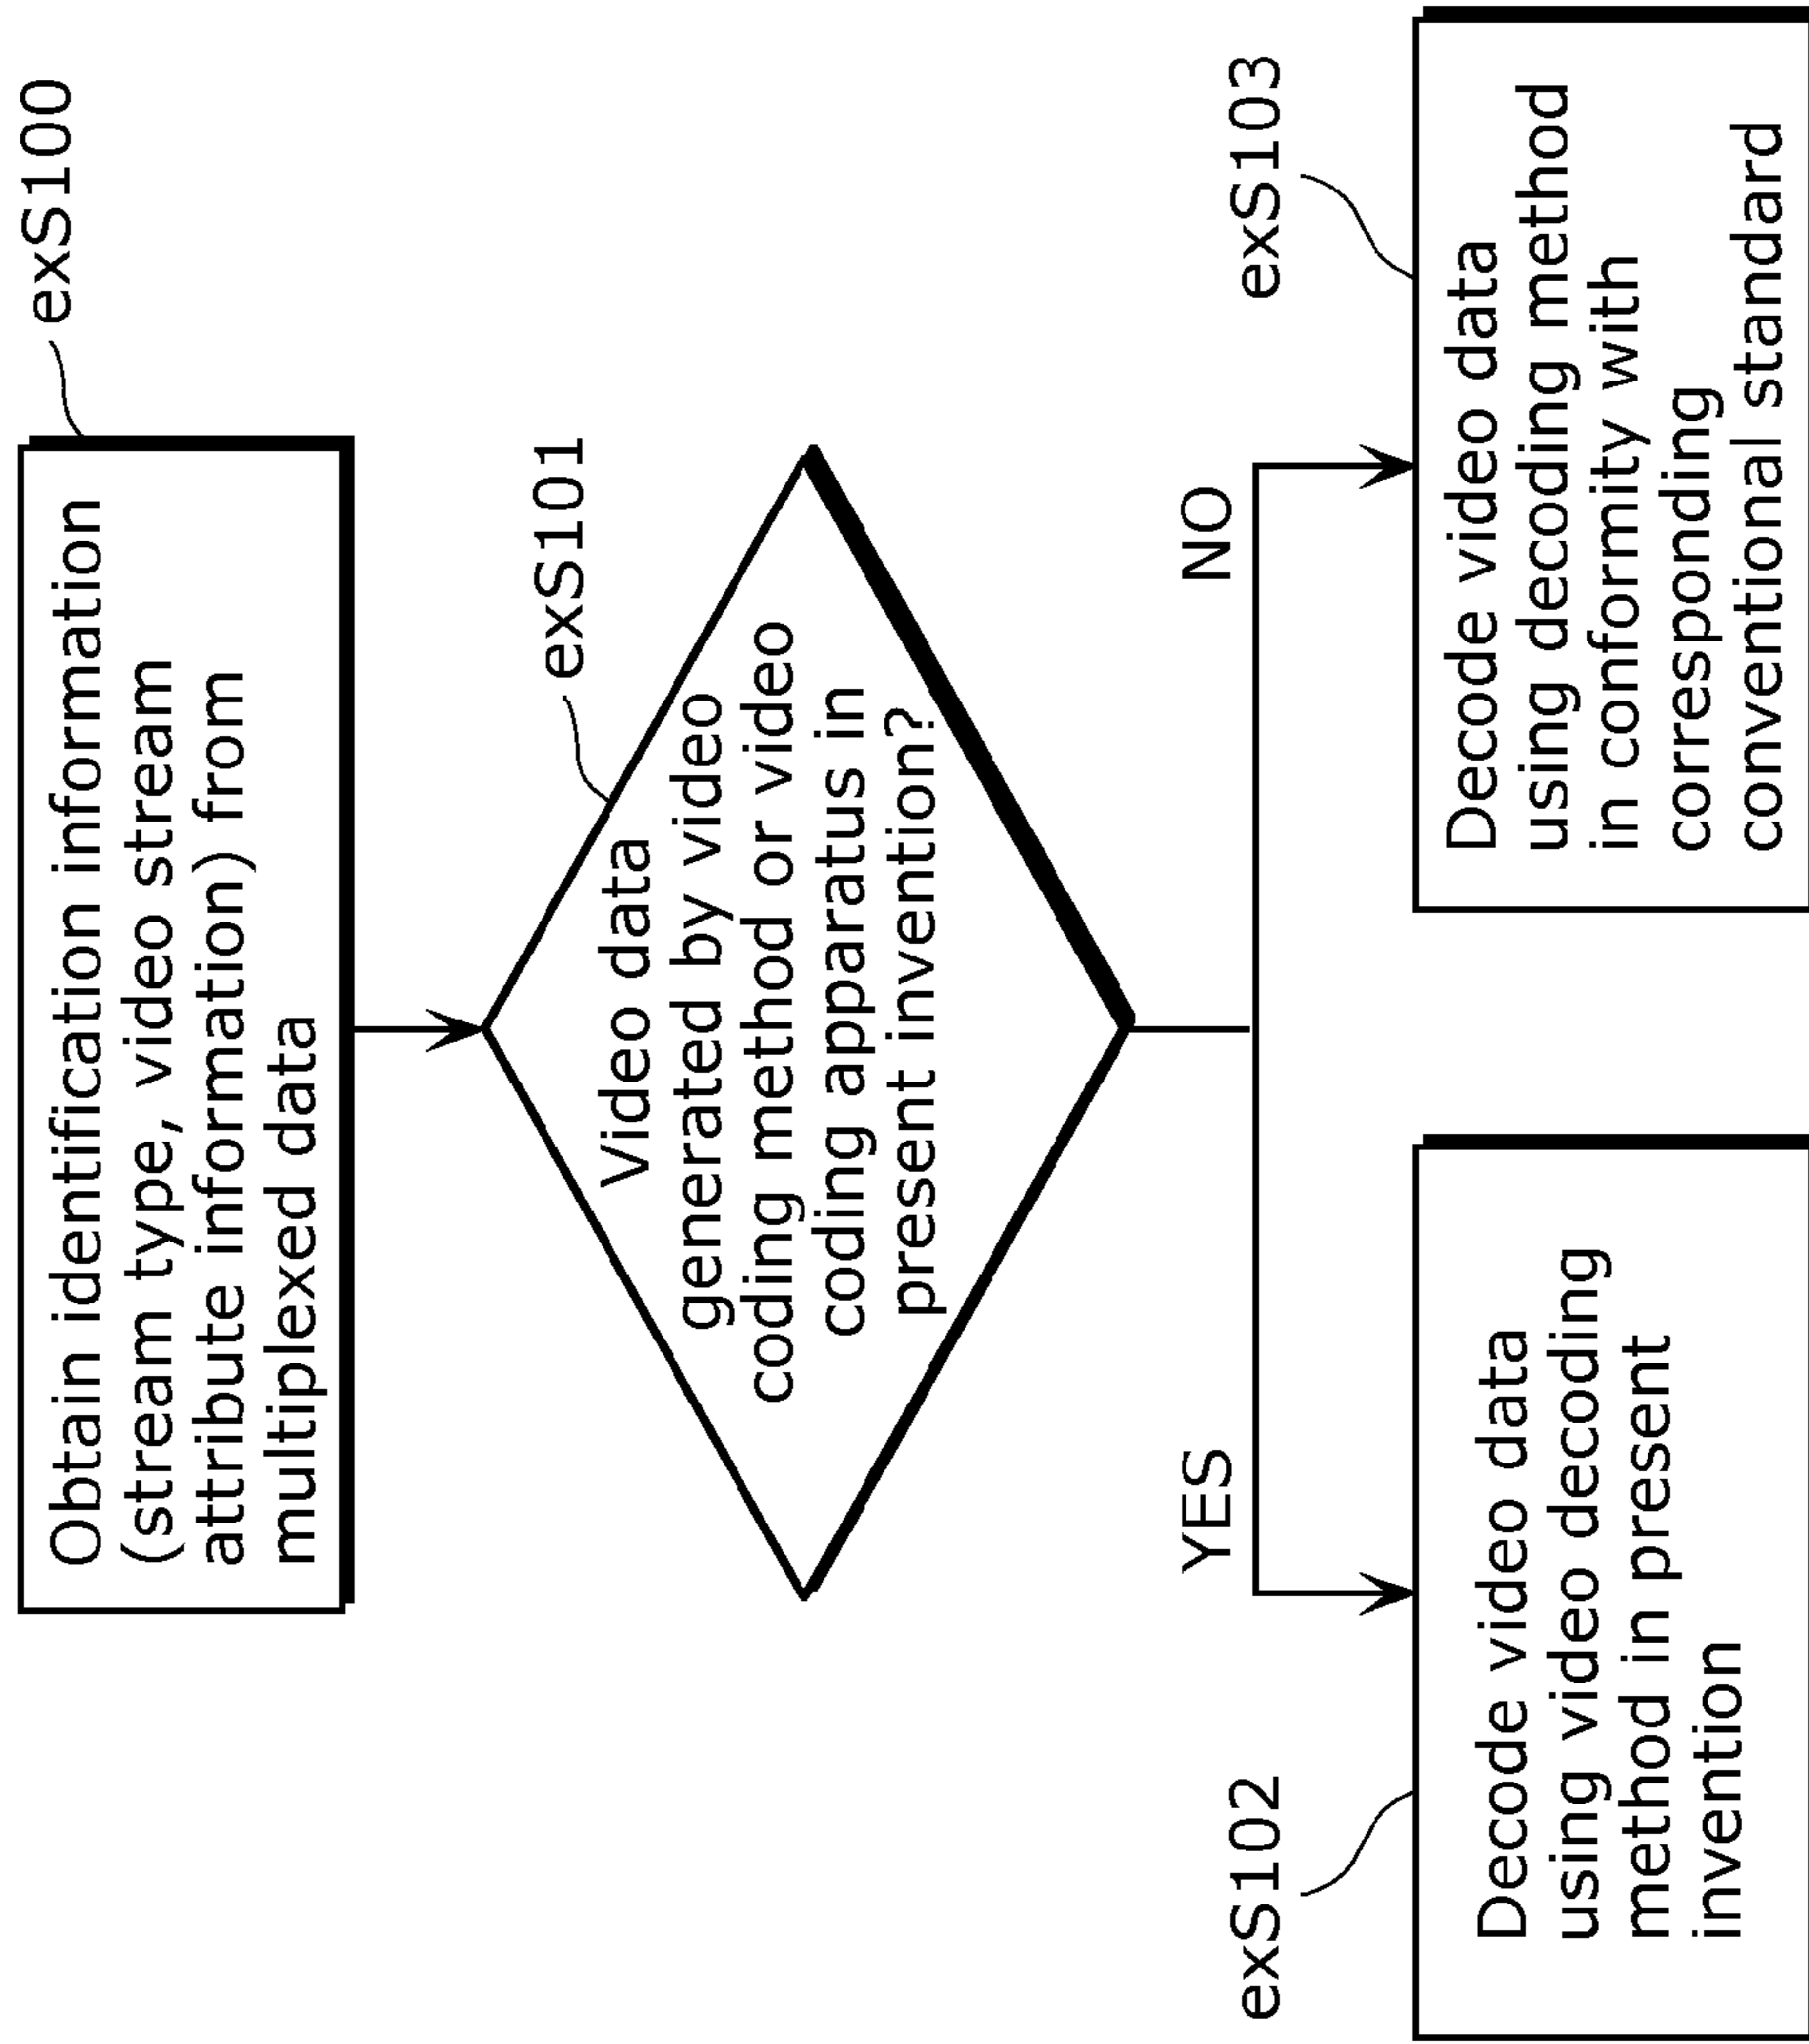 exS100
Obtain identification information
(stream type, video stream
attribute information) from
multiplexed data
exS101
Video data
generated by video
coding method or video
coding apparatus in
present invention?
YES
NO
exS102
Decode video data
using video decoding
method in present
invention
exS103
Decode video data
using decoding method
in conformity with
corresponding
conventional standard